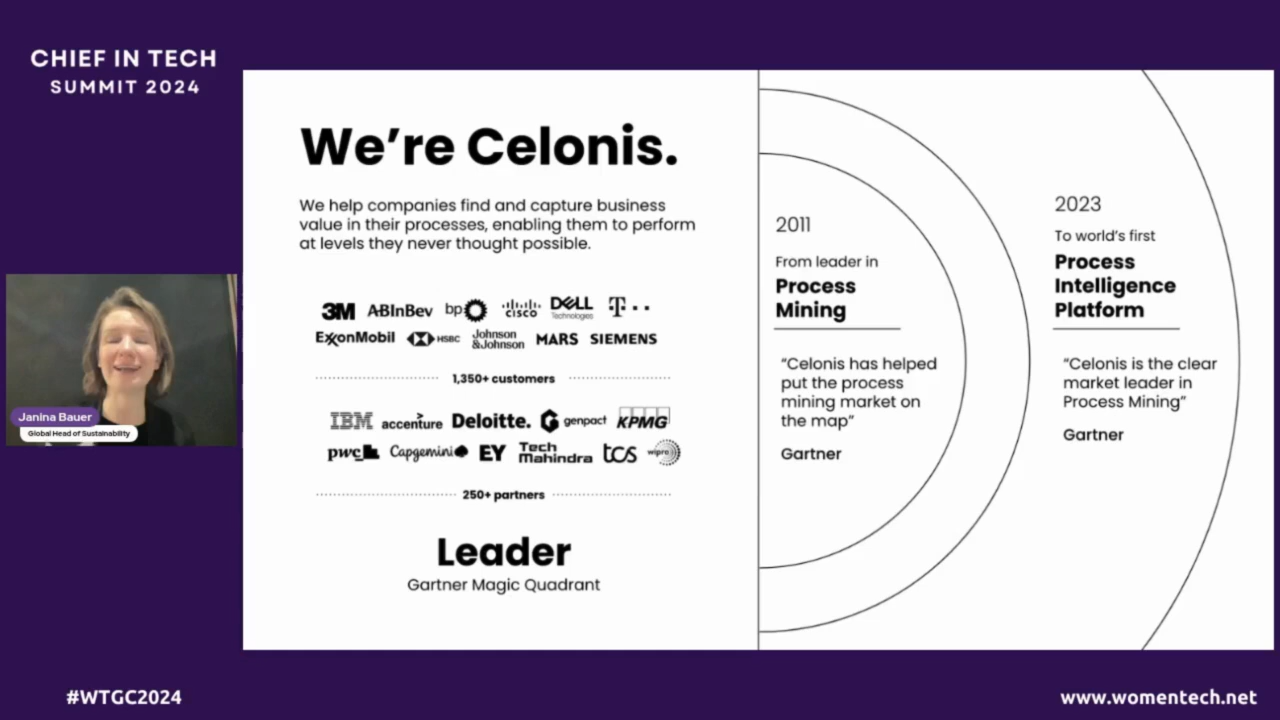 CHIEF IN TECH
SUMMIT 2024
We're Celonis.
We help companies find and capture business
value in their processes, enabling them to perform
at levels they never thought possible.
3M ABInBev bp cisco DELL Technologies T
ExxonMobil HSBC Johnson & Johnson MARS SIEMENS
1,350+ customers
IBM accenture Deloitte. genpact KPMG
pwc Capgemini EY Tech Mahindra tcs wipro
250+ partners
Leader
Gartner Magic Quadrant
2011
From leader in
Process
Mining
“Celonis has helped
put the process
mining market on
the map”
Gartner
2023
To world's first
Process
Intelligence
Platform
“Celonis is the clear
market leader in
Process Mining”
Gartner
Janina Bauer
Global Head of Sustainability
#WTGC2024
www.womentech.net